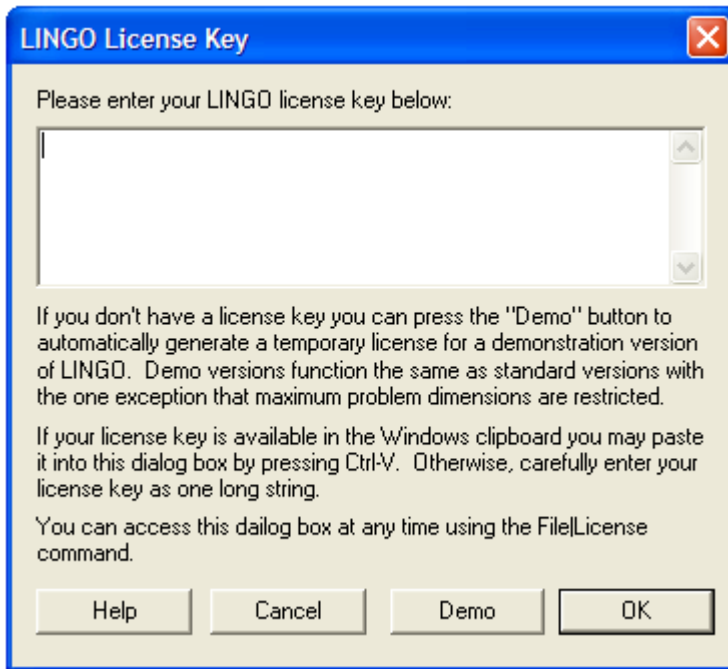 LINGO License Key
Please enter your LINGO license key below:
If you don't have a license key you can press the "Demo" button to
automatically generate a temporary license for a demonstration version
of LINGO.  Demo versions function the same as standard versions with
the one exception that maximum problem dimensions are restricted.
If your license key is available in the Windows clipboard you may paste
it into this dialog box by pressing Ctrl-V.  Otherwise, carefully enter your
license key as one long string.
You can access this dailog box at any time using the File|License
command.
Help Cancel Demo OK